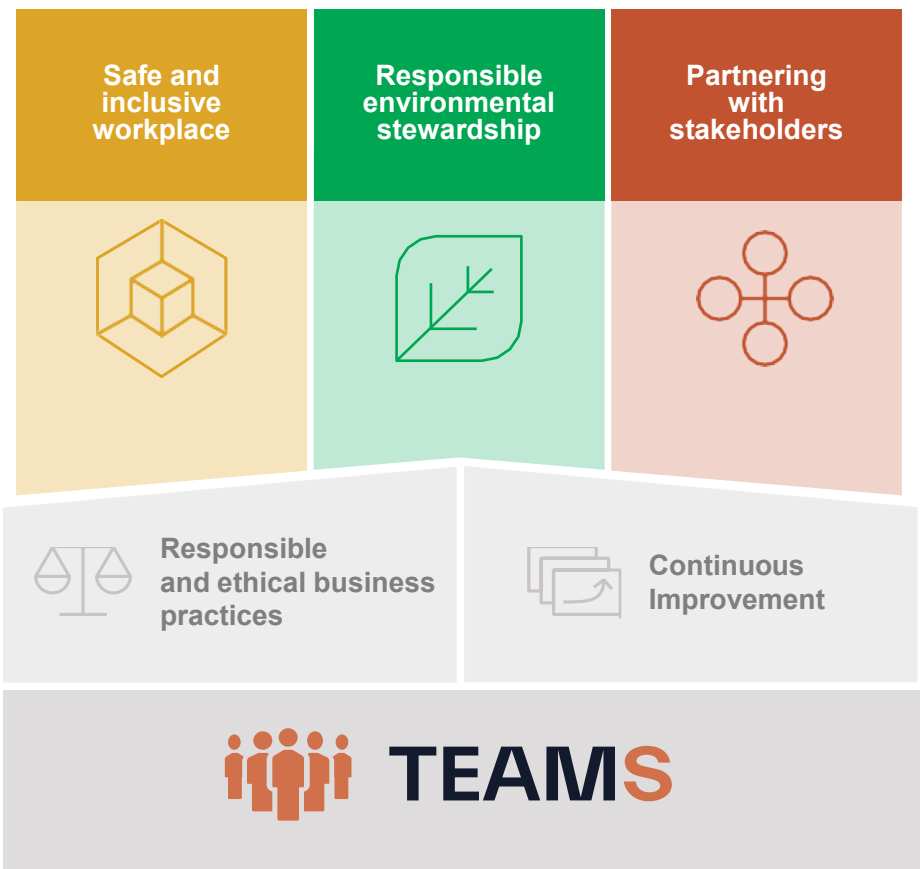 Safe and
inclusive
workplace
Responsible
environmental
stewardship
Partnering
with
stakeholders
Responsible
and ethical business
practices
Continuous
Improvement
TEAMS